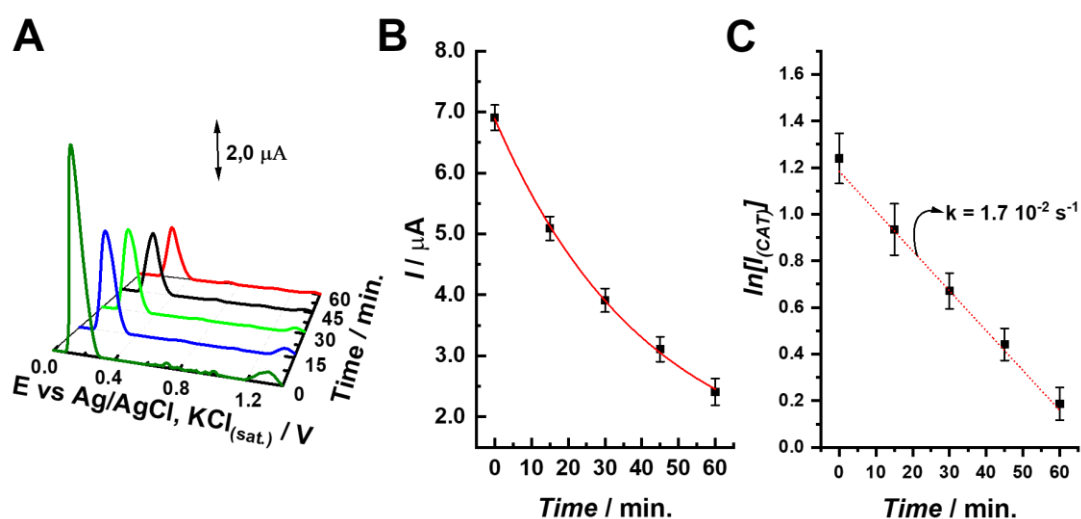 A
2,0 μA
0.0
0.4
0.8
1.2
E vs Ag/AgCl, KCl(sat.) / V
0
15
30
45
60
Time / min.
B
8.0
7.0
6.0
5.0
4.0
3.0
2.0
I / μA
0 10 20 30 40 50 60
Time / min.
C
1.6
1.4
1.2
1.0
0.8
0.6
0.4
0.2
0.0
ln[I(CAT)]
k = 1.7 10⁻² s⁻¹
0 10 20 30 40 50 60
Time / min.